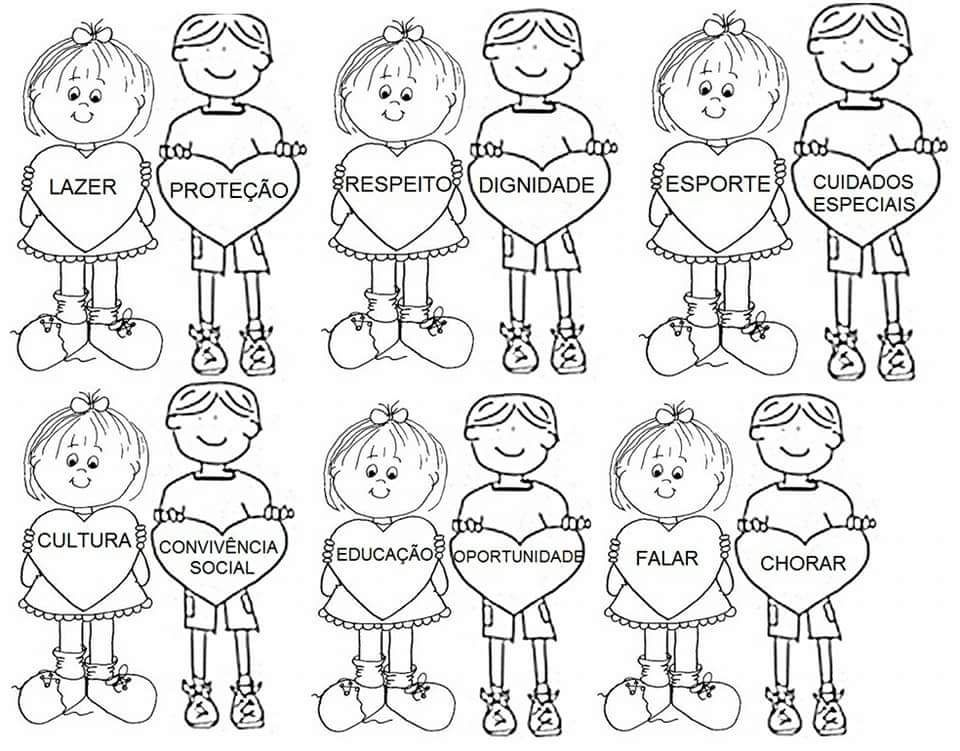 LAZER
PROTEÇÃO
RESPEITO
DIGNIDADE
ESPORTE
CUIDADOS
ESPECIAIS
CULTURA
CONVIVÊNCIA
SOCIAL
EDUCAÇÃO
OPORTUNIDADE
FALAR
CHORAR